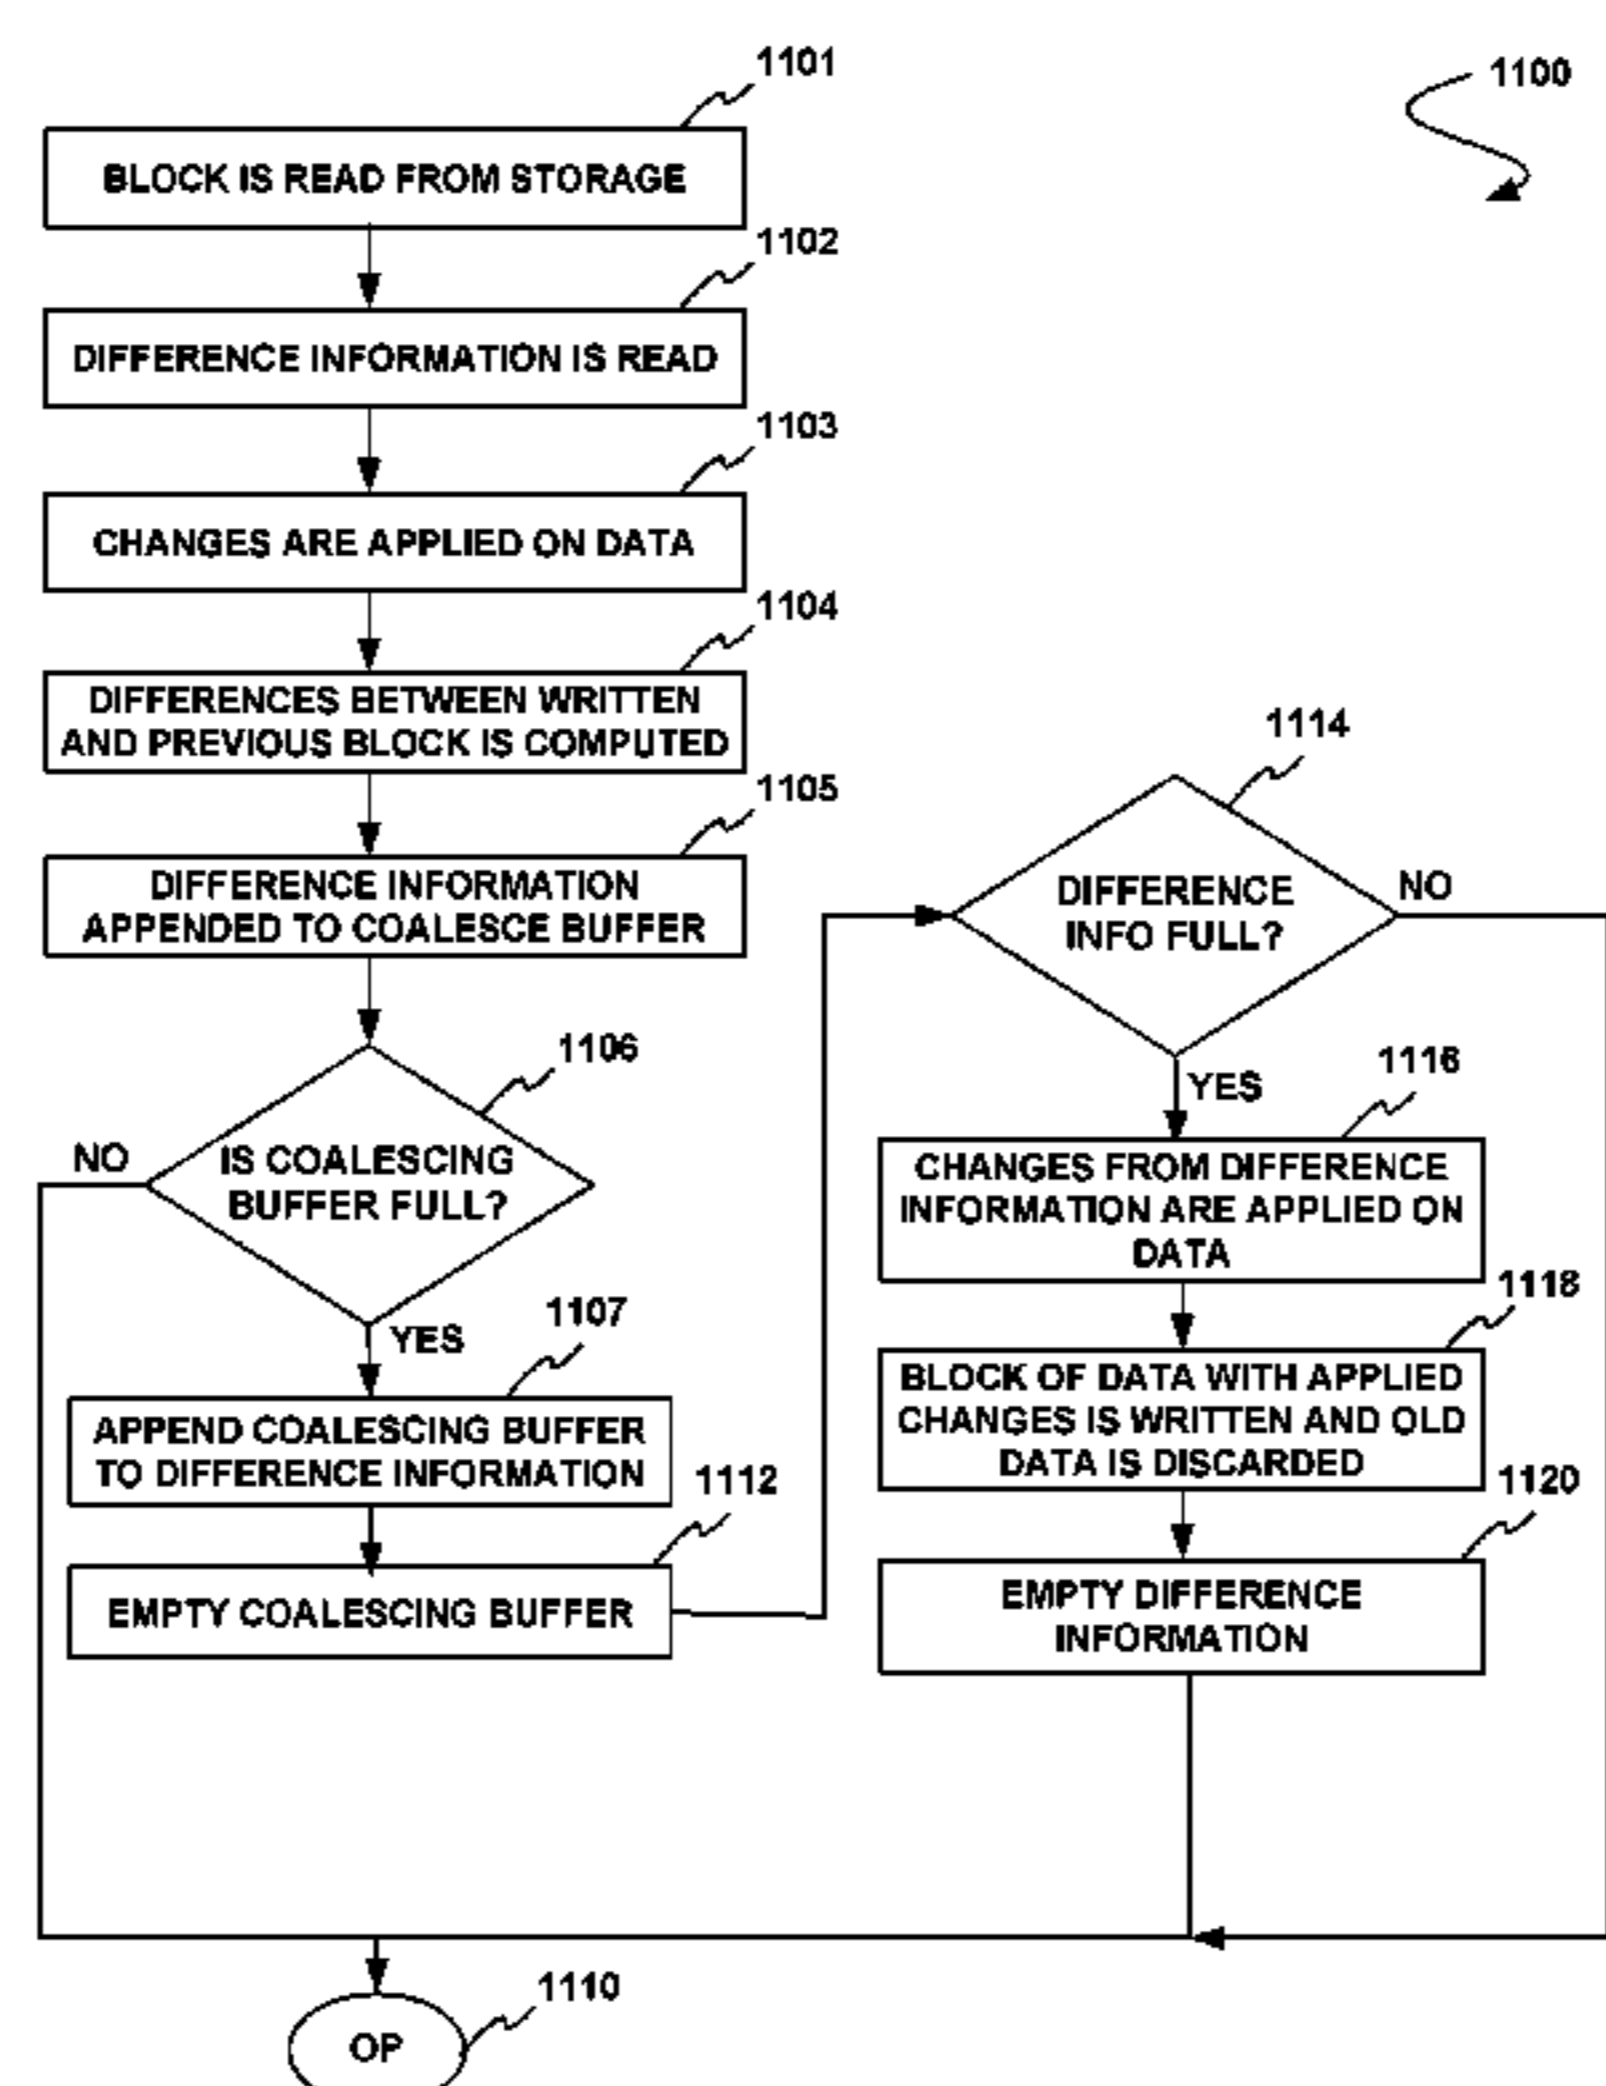 1101
1100
BLOCK IS READ FROM STORAGE
1102
DIFFERENCE INFORMATION IS READ
1103
CHANGES ARE APPLIED ON DATA
1104
DIFFERENCES BETWEEN WRITTEN
AND PREVIOUS BLOCK IS COMPUTED
1105
DIFFERENCE INFORMATION
APPENDED TO COALESCE BUFFER
1106
IS COALESCING
BUFFER FULL?
NO
YES
1107
APPEND COALESCING BUFFER
TO DIFFERENCE INFORMATION
1112
EMPTY COALESCING BUFFER
1114
DIFFERENCE
INFO FULL?
NO
YES
1116
CHANGES FROM DIFFERENCE
INFORMATION ARE APPLIED ON
DATA
1118
BLOCK OF DATA WITH APPLIED
CHANGES IS WRITTEN AND OLD
DATA IS DISCARDED
1120
EMPTY DIFFERENCE
INFORMATION
1110
OP